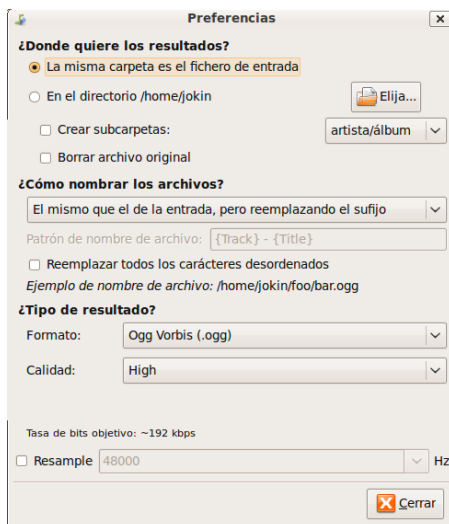 Preferencias
¿Donde quiere los resultados?
La misma carpeta es el fichero de entrada
En el directorio /home/jokin
Elija...
Crear subcarpetas:
artista/álbum
Borrar archivo original
¿Cómo nombrar los archivos?
El mismo que el de la entrada, pero reemplazando el sufijo
Patrón de nombre de archivo: {Track} - {Title}
Reemplazar todos los carácteres desordenados
Ejemplo de nombre de archivo: /home/jokin/foo/bar.ogg
¿Tipo de resultado?
Formato: Ogg Vorbis (.ogg)
Calidad: High
Tasa de bits objetivo: ~192 kbps
Resample 48000 Hz
Cerrar